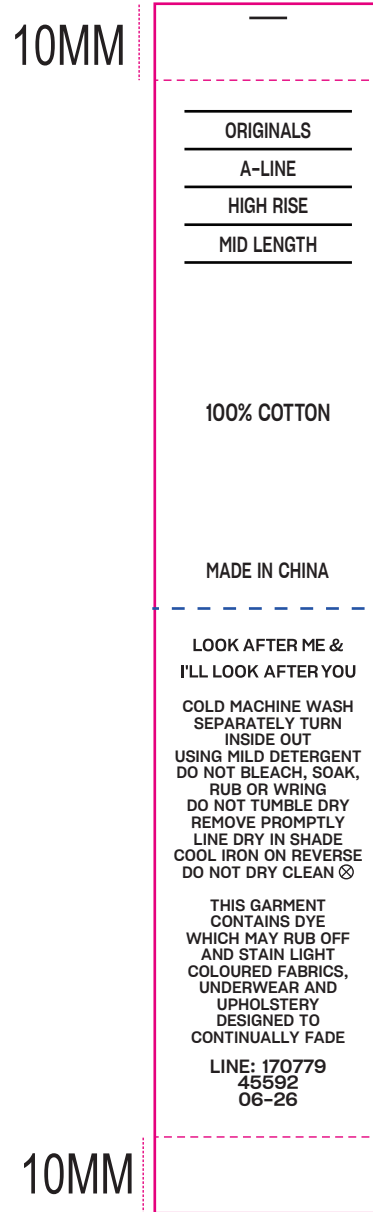 10MM
ORIGINALS
A-LINE
HIGH RISE
MID LENGTH
100% COTTON
MADE IN CHINA
LOOK AFTER ME &
I'LL LOOK AFTER YOU
COLD MACHINE WASH
SEPARATELY TURN
INSIDE OUT
USING MILD DETERGENT
DO NOT BLEACH, SOAK,
RUB OR WRING
DO NOT TUMBLE DRY
REMOVE PROMPTLY
LINE DRY IN SHADE
COOL IRON ON REVERSE
DO NOT DRY CLEAN
THIS GARMENT
CONTAINS DYE
WHICH MAY RUB OFF
AND STAIN LIGHT
COLOURED FABRICS,
UNDERWEAR AND
UPHOLSTERY
DESIGNED TO
CONTINUALLY FADE
LINE: 170779
45592
06-26
10MM